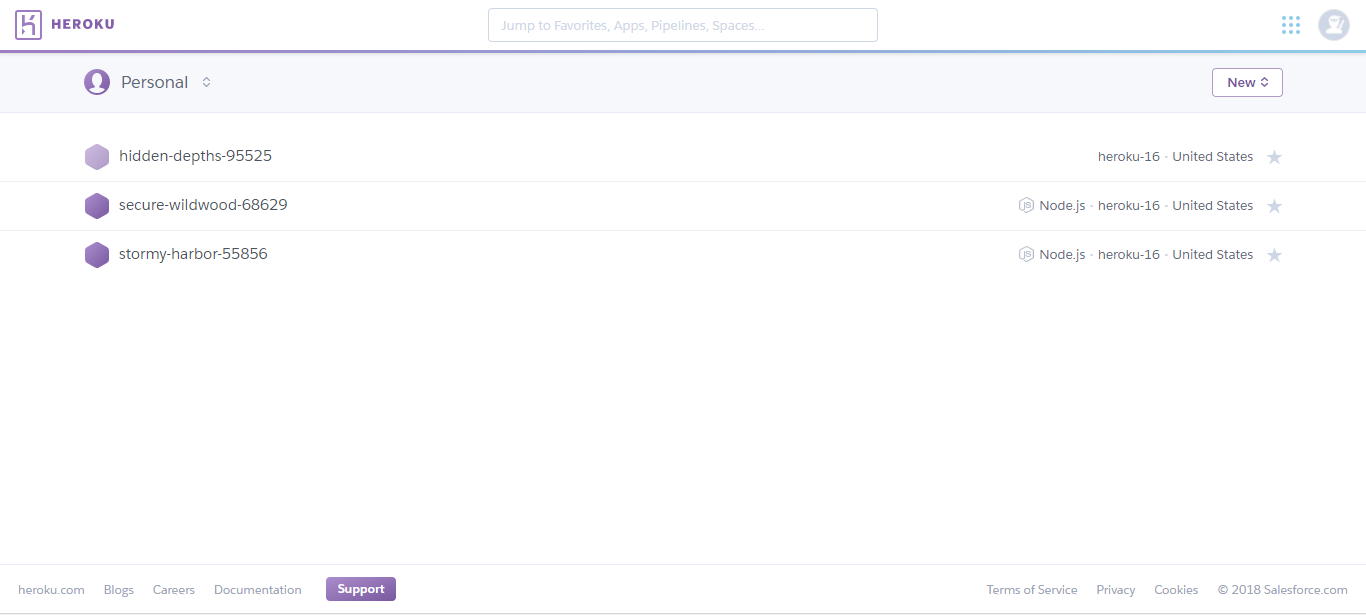 HEROKU
Jump to Favorites, Apps, Pipelines, Spaces...
Personal
New
hidden-depths-95525
heroku-16 · United States
secure-wildwood-68629
JS Node.js · heroku-16 · United States
stormy-harbor-55856
JS Node.js · heroku-16 · United States
heroku.com Blogs Careers Documentation Support Terms of Service Privacy Cookies © 2018 Salesforce.com